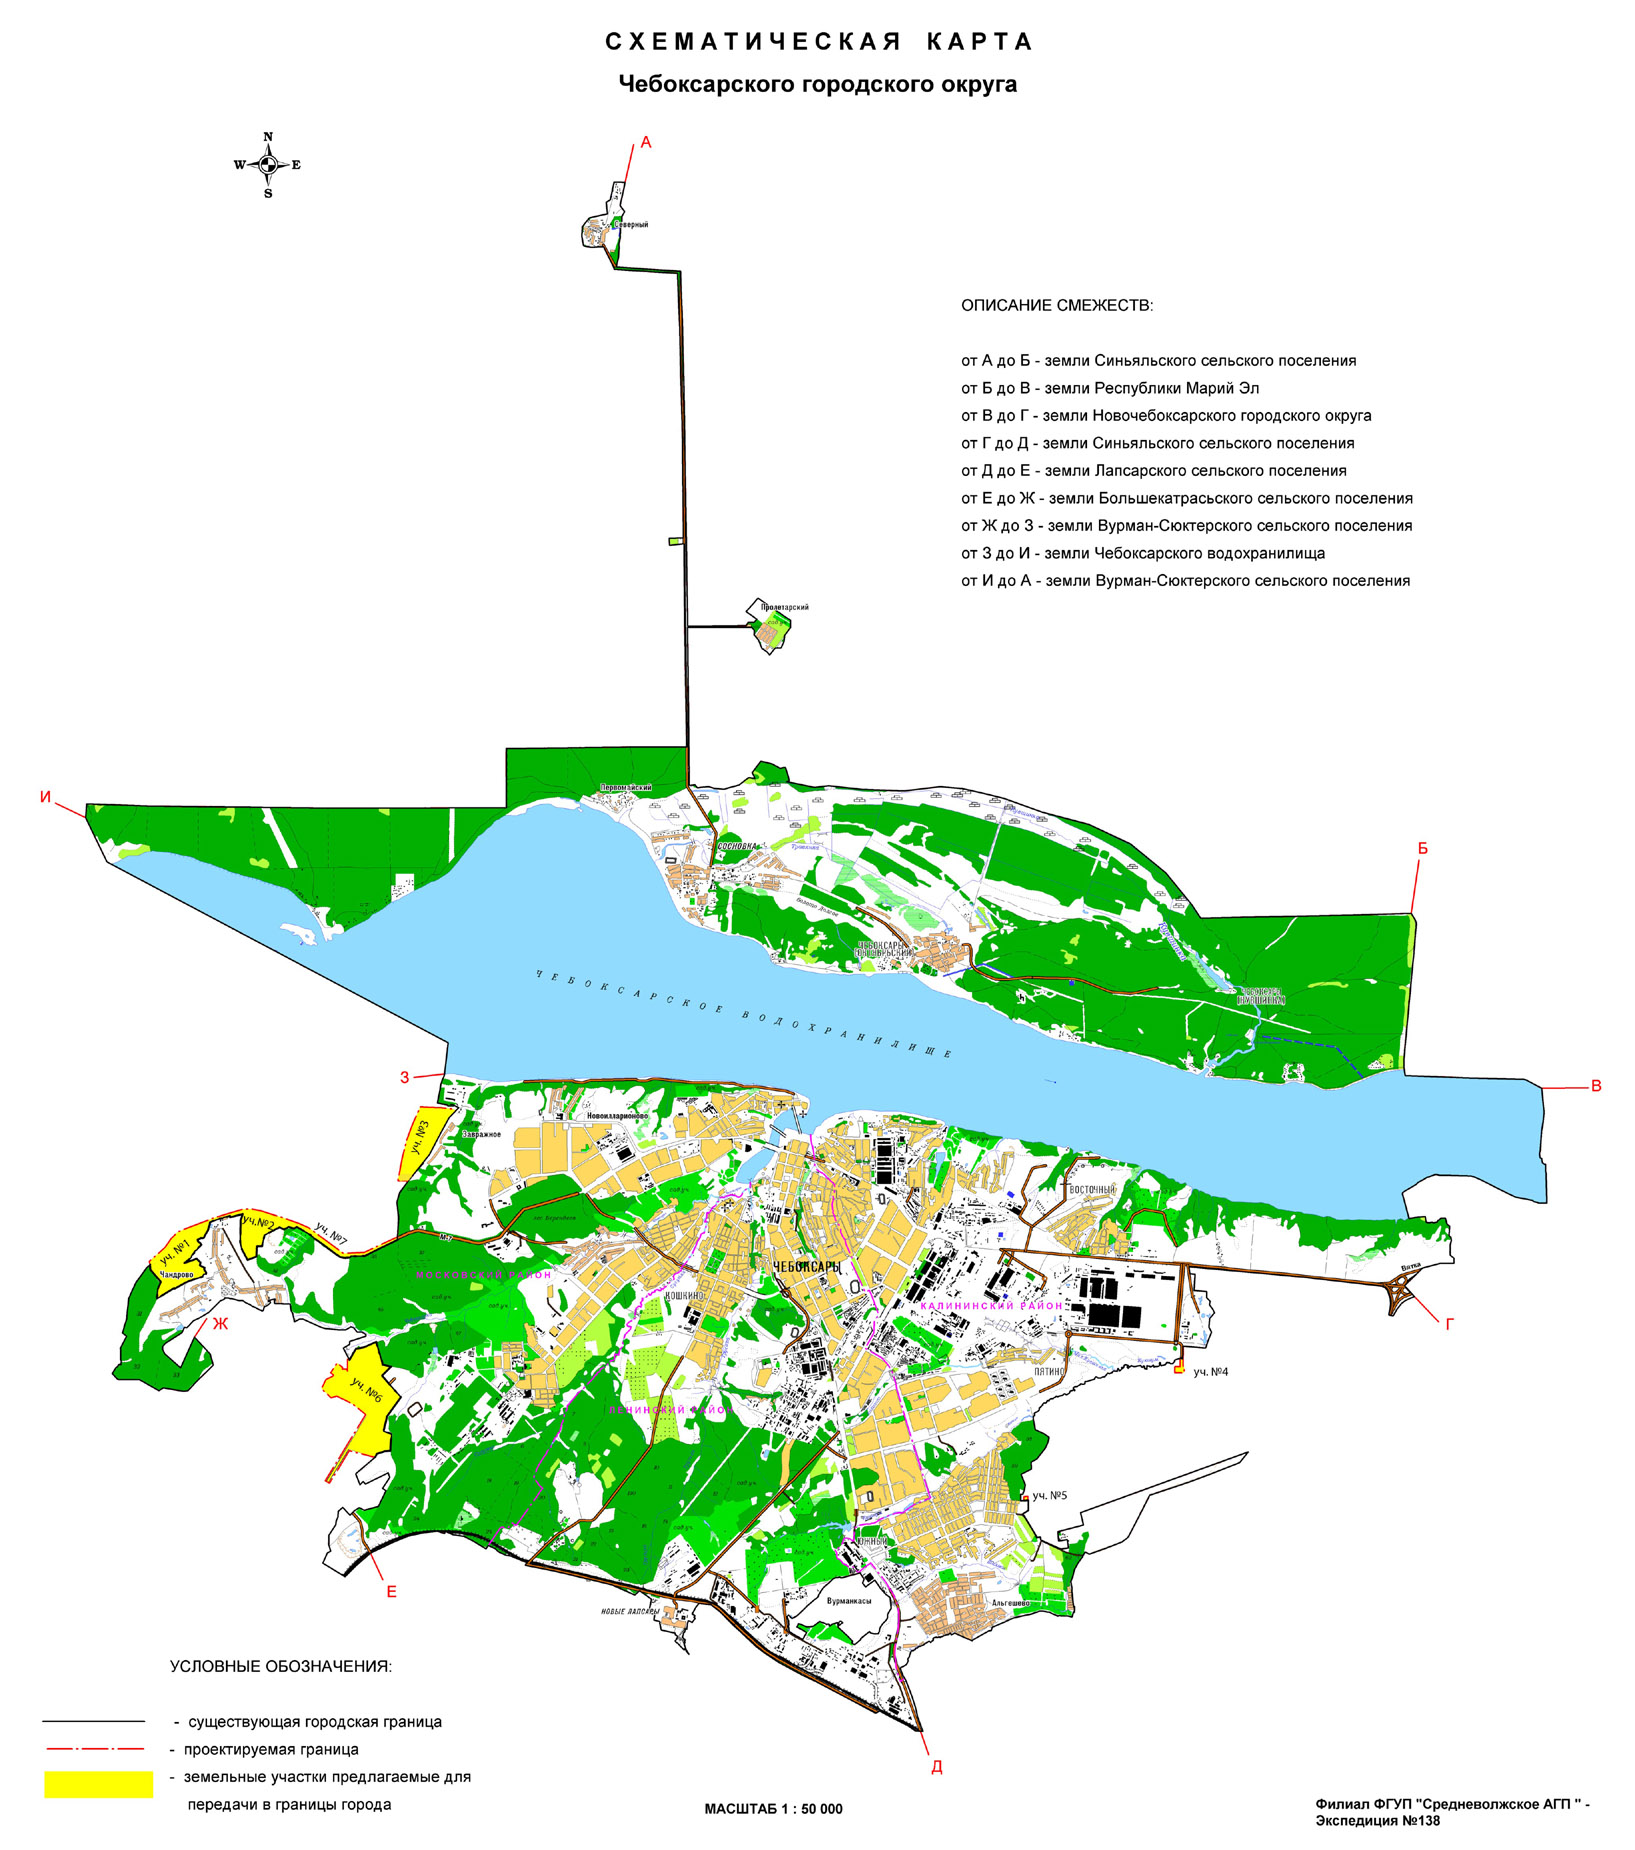 СХЕМАТИЧЕСКАЯ КАРТА
Чебоксарского городского округа
N
W E
S
А
Северный
ОПИСАНИЕ СМЕЖЕСТВ:
от А до Б - земли Синьяльского сельского поселения
от Б до В - земли Республики Марий Эл
от В до Г - земли Новочебоксарского городского округа
от Г до Д - земли Синьяльского сельского поселения
от Д до Е - земли Лапсарского сельского поселения
от Е до Ж - земли Большекатрасьского сельского поселения
от Ж до З - земли Вурман-Сюктерского сельского поселения
от З до И - земли Чебоксарского водохранилища
от И до А - земли Вурман-Сюктерского сельского поселения
Пролетарский
И
Первомайский
СОСНОВКА
Б
ЧЕБОКСАРЫ
ЧЕБОКСАРСКОЕ ВОДОХРАНИЛИЩЕ
З
В
Новоилларионово
Завражное
уч. №3
ВОСТОЧНЫЙ
уч. №1
уч.№2
уч. №7
М-7
Чандрово
МОСКОВСКИЙ РАЙОН
ЧЕБОКСАРЫ
КОШКИНО
КАЛИНИНСКИЙ РАЙОН
Вятка
Г
Ж
ПЯТИНО
уч. №4
уч. №6
ЛЕНИНСКИЙ РАЙОН
уч. №5
ЮЖНЫЙ
Е
Вурманкасы
Альгешево
НОВЫЕ ЛАПСАРЫ
Д
УСЛОВНЫЕ ОБОЗНАЧЕНИЯ:
- существующая городская граница
- проектируемая граница
- земельные участки предлагаемые для
передачи в границы города
МАСШТАБ 1 : 50 000
Филиал ФГУП "Средневолжское АГП " -
Экспедиция №138